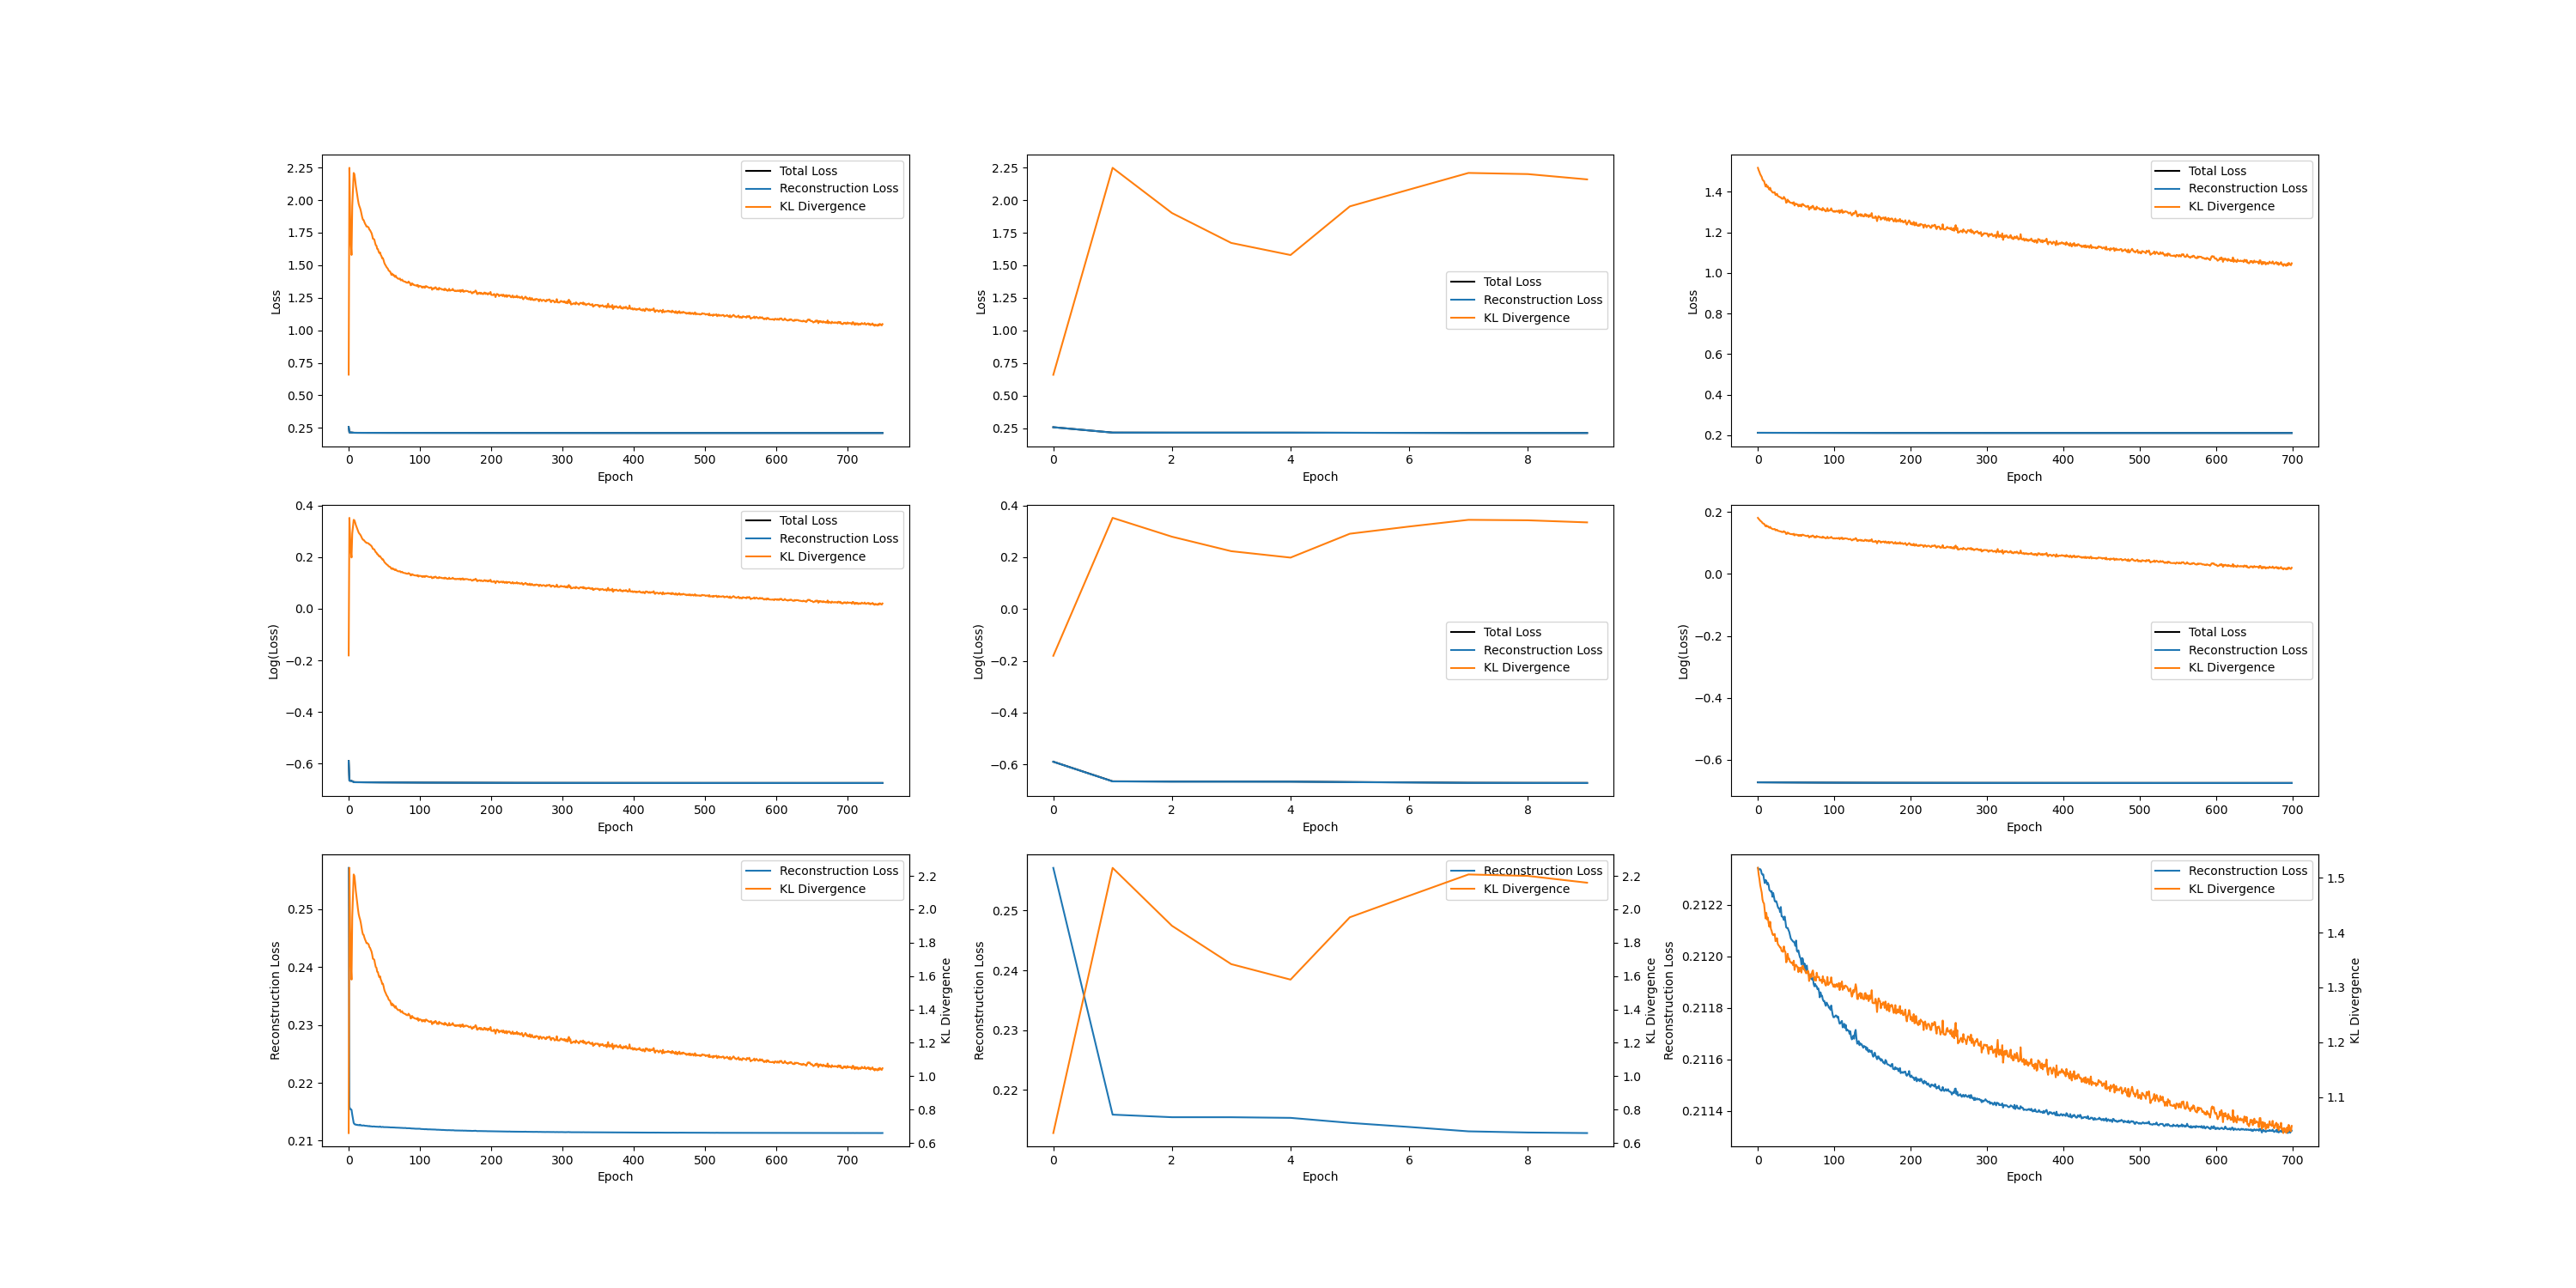 2.25
2.00
1.75
1.50
1.25
1.00
0.75
0.50
0.25
Loss
Total Loss
Reconstruction Loss
KL Divergence
0 100 200 300 400 500 600 700
Epoch
2.25
2.00
1.75
1.50
1.25
1.00
0.75
0.50
0.25
Loss
Total Loss
Reconstruction Loss
KL Divergence
0 2 4 6 8
Epoch
1.4
1.2
1.0
0.8
0.6
0.4
0.2
Loss
Total Loss
Reconstruction Loss
KL Divergence
0 100 200 300 400 500 600 700
Epoch
0.4
0.2
0.0
−0.2
−0.4
−0.6
Log(Loss)
Total Loss
Reconstruction Loss
KL Divergence
0 100 200 300 400 500 600 700
Epoch
0.4
0.2
0.0
−0.2
−0.4
−0.6
Log(Loss)
Total Loss
Reconstruction Loss
KL Divergence
0 2 4 6 8
Epoch
0.2
0.0
−0.2
−0.4
−0.6
Log(Loss)
Total Loss
Reconstruction Loss
KL Divergence
0 100 200 300 400 500 600 700
Epoch
0.25
0.24
0.23
0.22
0.21
Reconstruction Loss
Reconstruction Loss
KL Divergence
2.2
2.0
1.8
1.6
1.4
1.2
1.0
0.8
0.6
KL Divergence
0 100 200 300 400 500 600 700
Epoch
0.25
0.24
0.23
0.22
Reconstruction Loss
Reconstruction Loss
KL Divergence
2.2
2.0
1.8
1.6
1.4
1.2
1.0
0.8
0.6
KL Divergence
0 2 4 6 8
Epoch
0.2122
0.2120
0.2118
0.2116
0.2114
Reconstruction Loss
Reconstruction Loss
KL Divergence
1.5
1.4
1.3
1.2
1.1
KL Divergence
0 100 200 300 400 500 600 700
Epoch